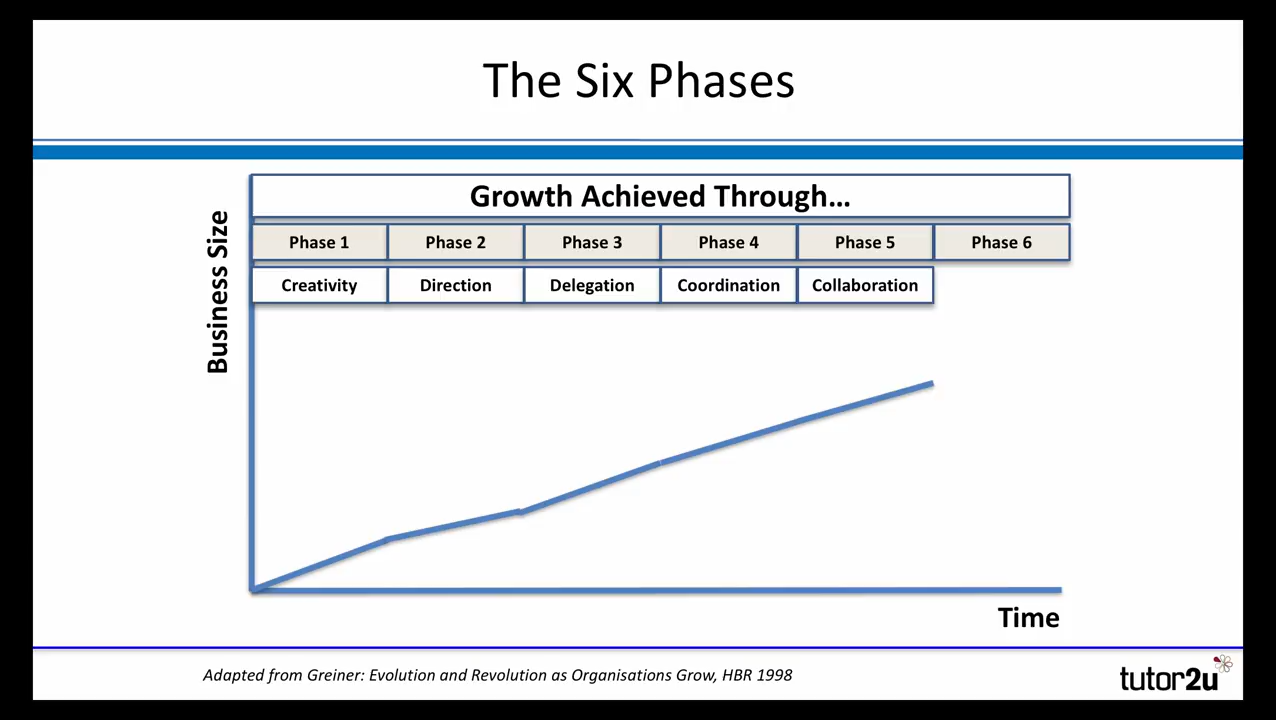 The Six Phases
Growth Achieved Through...
Phase 1 Phase 2 Phase 3 Phase 4 Phase 5 Phase 6
Creativity Direction Delegation Coordination Collaboration
Business Size
Time
Adapted from Greiner: Evolution and Revolution as Organisations Grow, HBR 1998
tutor2u